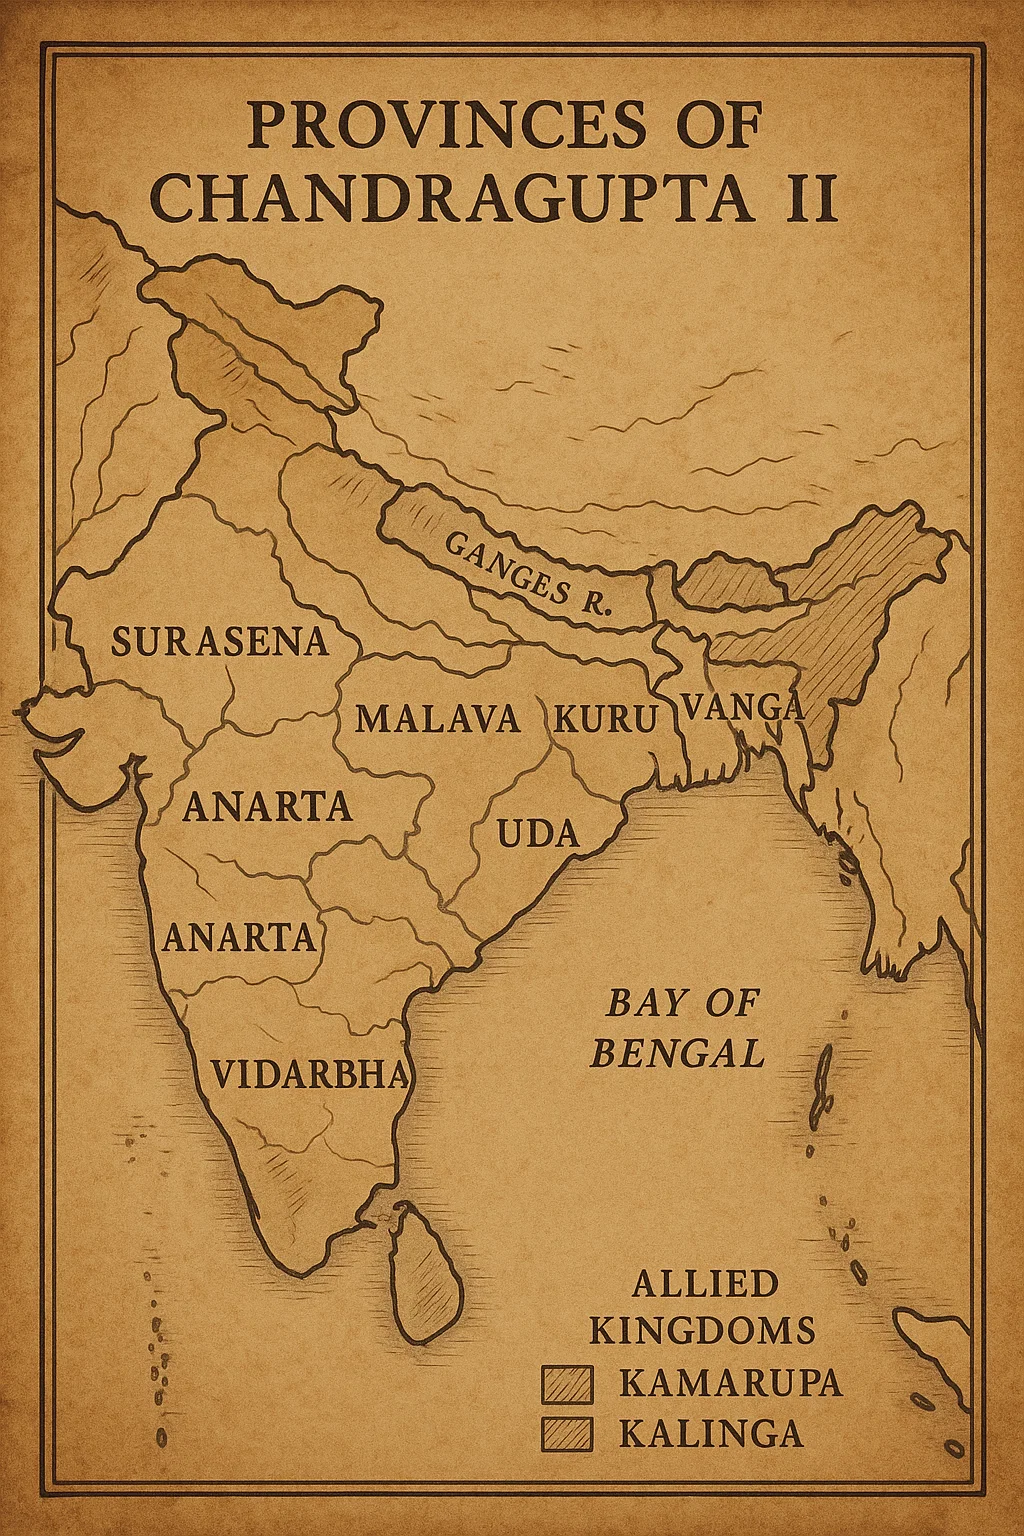 PROVINCES OF
CHANDRAGUPTA II
GANGES R.
SURASENA
MALAVA
KURU
VANGA
ANARTA
UDA
ANARTA
BAY OF
BENGAL
VIDARBHA
ALLIED
KINGDOMS
KAMARUPA
KALINGA